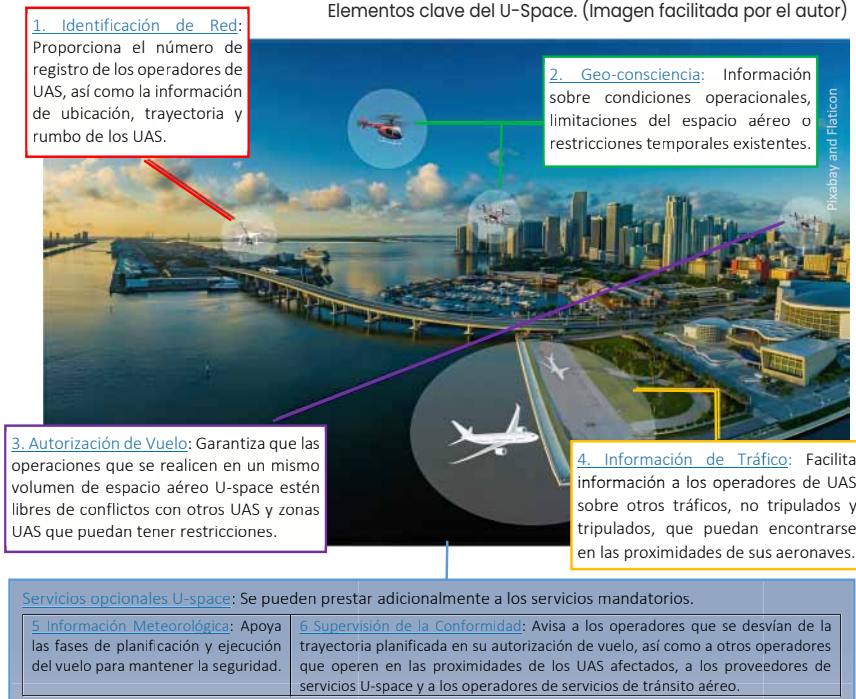 Elementos clave del U-Space. (Imagen facilitada por el autor)
1. Identificación de Red:
Proporciona el número de
registro de los operadores de
UAS, así como la información
de ubicación, trayectoria y
rumbo de los UAS.
2. Geo-consciencia: Información
sobre condiciones operacionales,
limitaciones del espacio aéreo o
restricciones temporales existentes.
Pixabay and Flaticon
3. Autorización de Vuelo: Garantiza que las
operaciones que se realicen en un mismo
volumen de espacio aéreo U-space estén
libres de conflictos con otros UAS y zonas
UAS que puedan tener restricciones.
4. Información de Tráfico: Facilita
información a los operadores de UAS
sobre otros tráficos, no tripulados y
tripulados, que puedan encontrarse
en las proximidades de sus aeronaves.
Servicios opcionales U-space: Se pueden prestar adicionalmente a los servicios mandatorios.
5 Información Meteorológica: Apoya
las fases de planificación y ejecución
del vuelo para mantener la seguridad.
6 Supervisión de la Conformidad: Avisa a los operadores que se desvían de la
trayectoria planificada en su autorización de vuelo, así como a otros operadores
que operen en las proximidades de los UAS afectados, a los proveedores de
servicios U-space y a los operadores de servicios de tránsito aéreo.